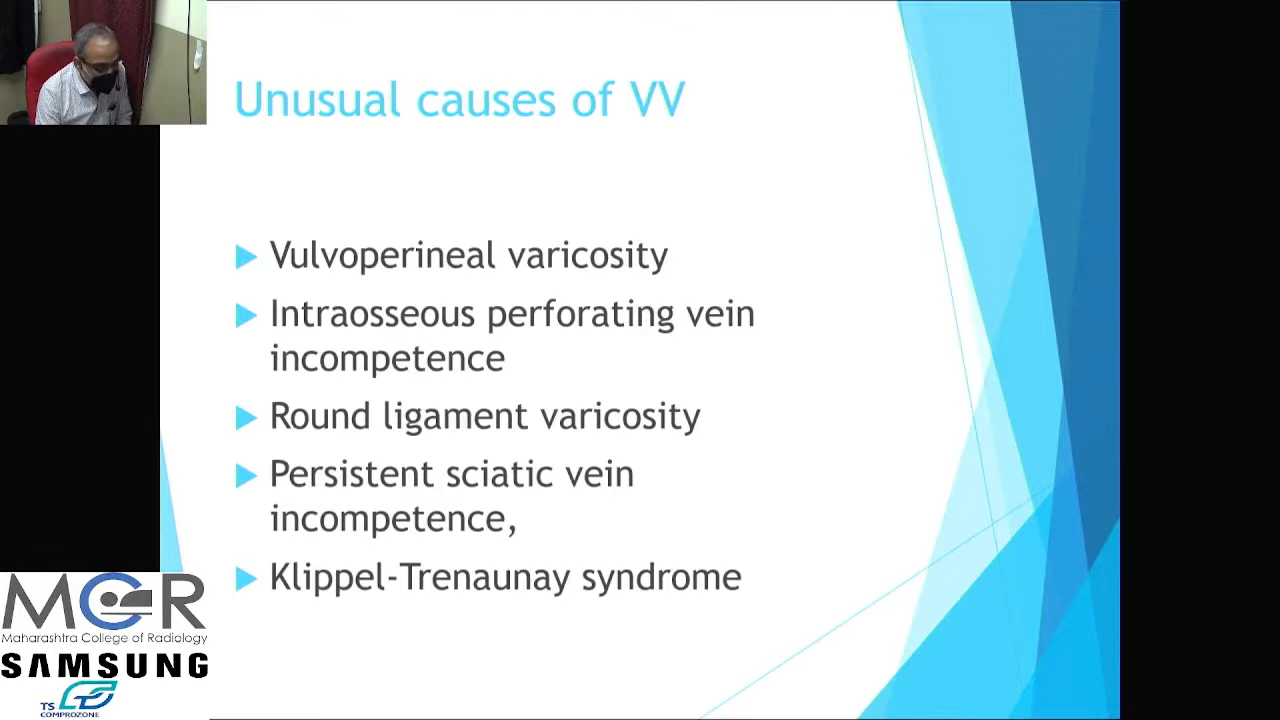 Unusual causes of VV
Vulvoperineal varicosity
Intraosseous perforating vein
incompetence
Round ligament varicosity
Persistent sciatic vein
incompetence,
Klippel-Trenaunay syndrome
MCR
Maharashtra College of Radiology
SAMSUNG
TS
COMPROZONE